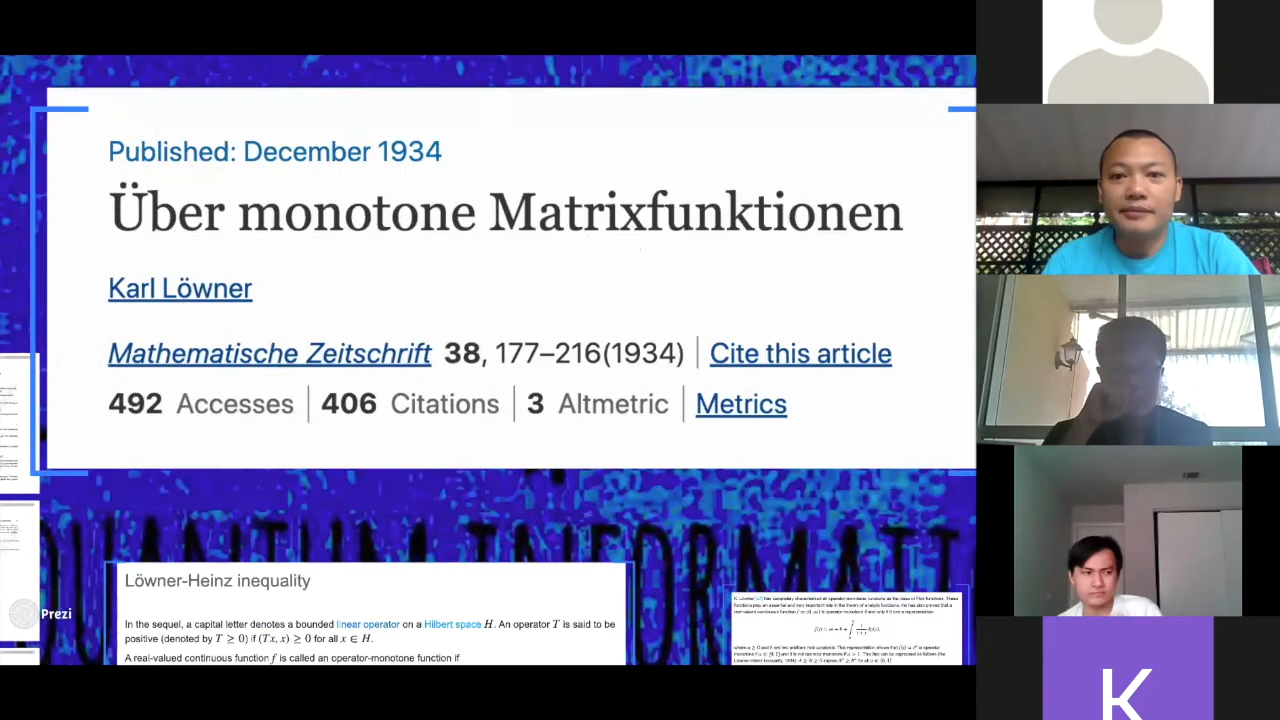 Published: December 1934
Über monotone Matrixfunktionen
Karl Löwner
Mathematische Zeitschrift 38, 177–216(1934) | Cite this article
492 Accesses | 406 Citations | 3 Altmetric | Metrics
QUANTUM INFORMATI
Löwner-Heinz inequality
In the sequel, a capital letter denotes a bounded linear operator on a Hilbert space H. An operator T is said to be
positive (denoted by T ≥ 0) if (Tx, x) ≥ 0 for all x ∈ H.
A real-valued continuous function f is called an operator-monotone function if
Prezi
K